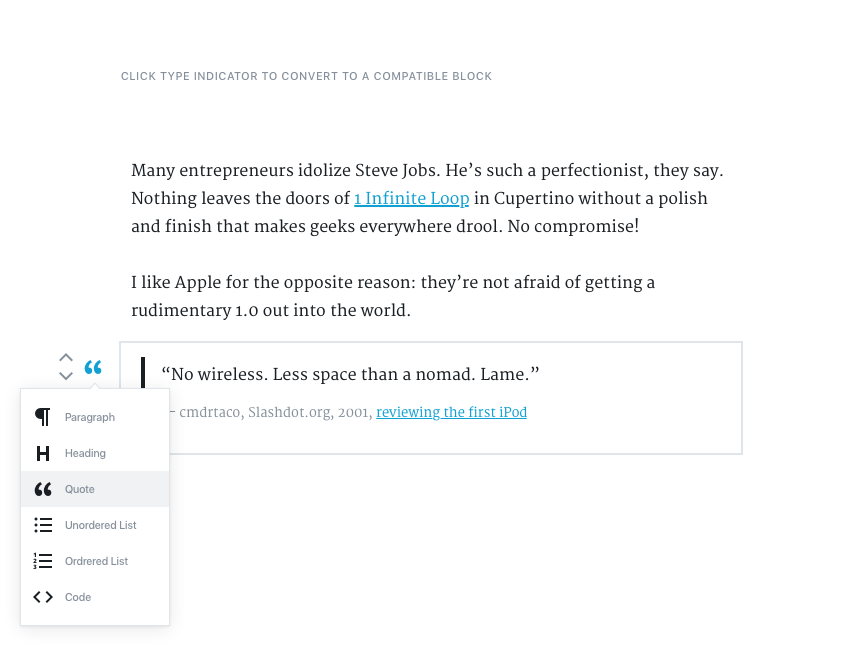 CLICK TYPE INDICATOR TO CONVERT TO A COMPATIBLE BLOCK
Many entrepreneurs idolize Steve Jobs. He’s such a perfectionist, they say.
Nothing leaves the doors of 1 Infinite Loop in Cupertino without a polish
and finish that makes geeks everywhere drool. No compromise!
I like Apple for the opposite reason: they’re not afraid of getting a
rudimentary 1.0 out into the world.
“No wireless. Less space than a nomad. Lame.”
– cmdrtaco, Slashdot.org, 2001, reviewing the first iPod
Paragraph
Heading
Quote
Unordered List
Ordrered List
Code